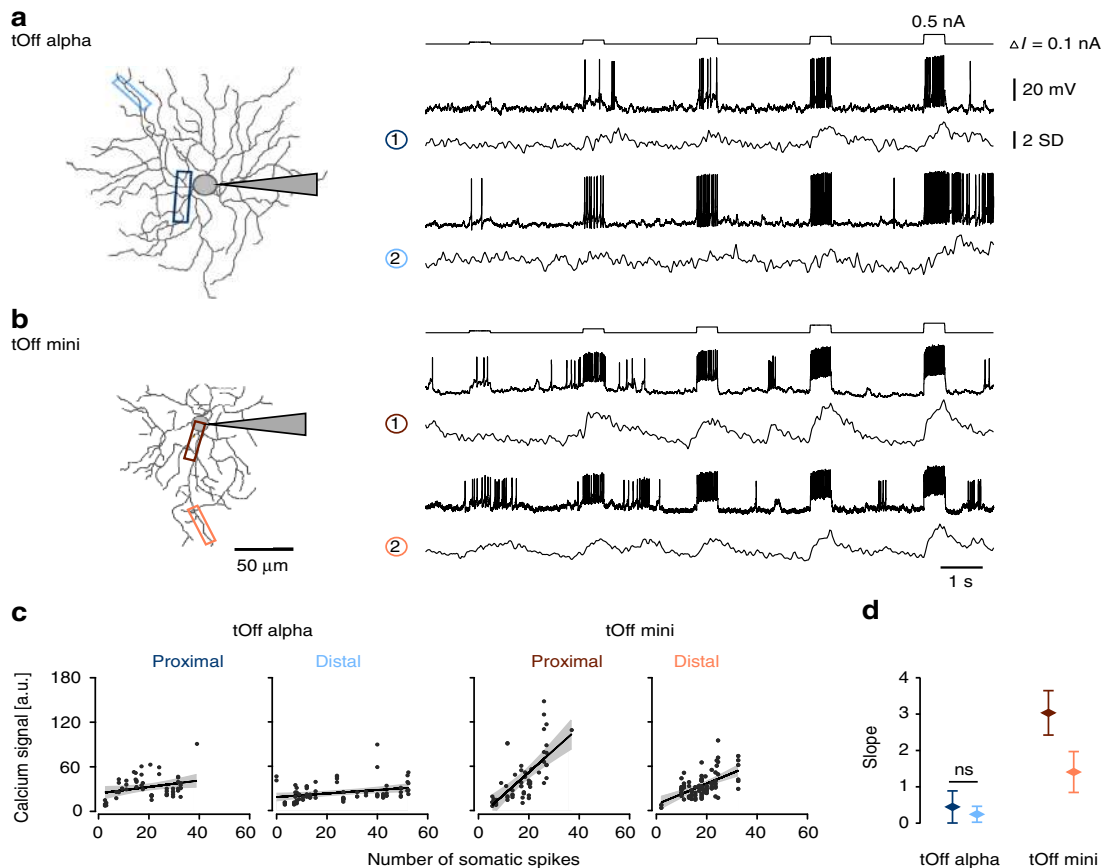 a
tOff alpha
0.5 nA
△I = 0.1 nA
20 mV
1
2 SD
2
b
tOff mini
1
2
50 μm
1 s
c
tOff alpha
tOff mini
Proximal
Distal
Proximal
Distal
Calcium signal [a.u.]
180
120
60
0
0 20 40 60
0 20 40 60
0 20 40 60
0 20 40 60
Number of somatic spikes
d
Slope
4
3
2
1
0
ns
tOff alpha
tOff mini